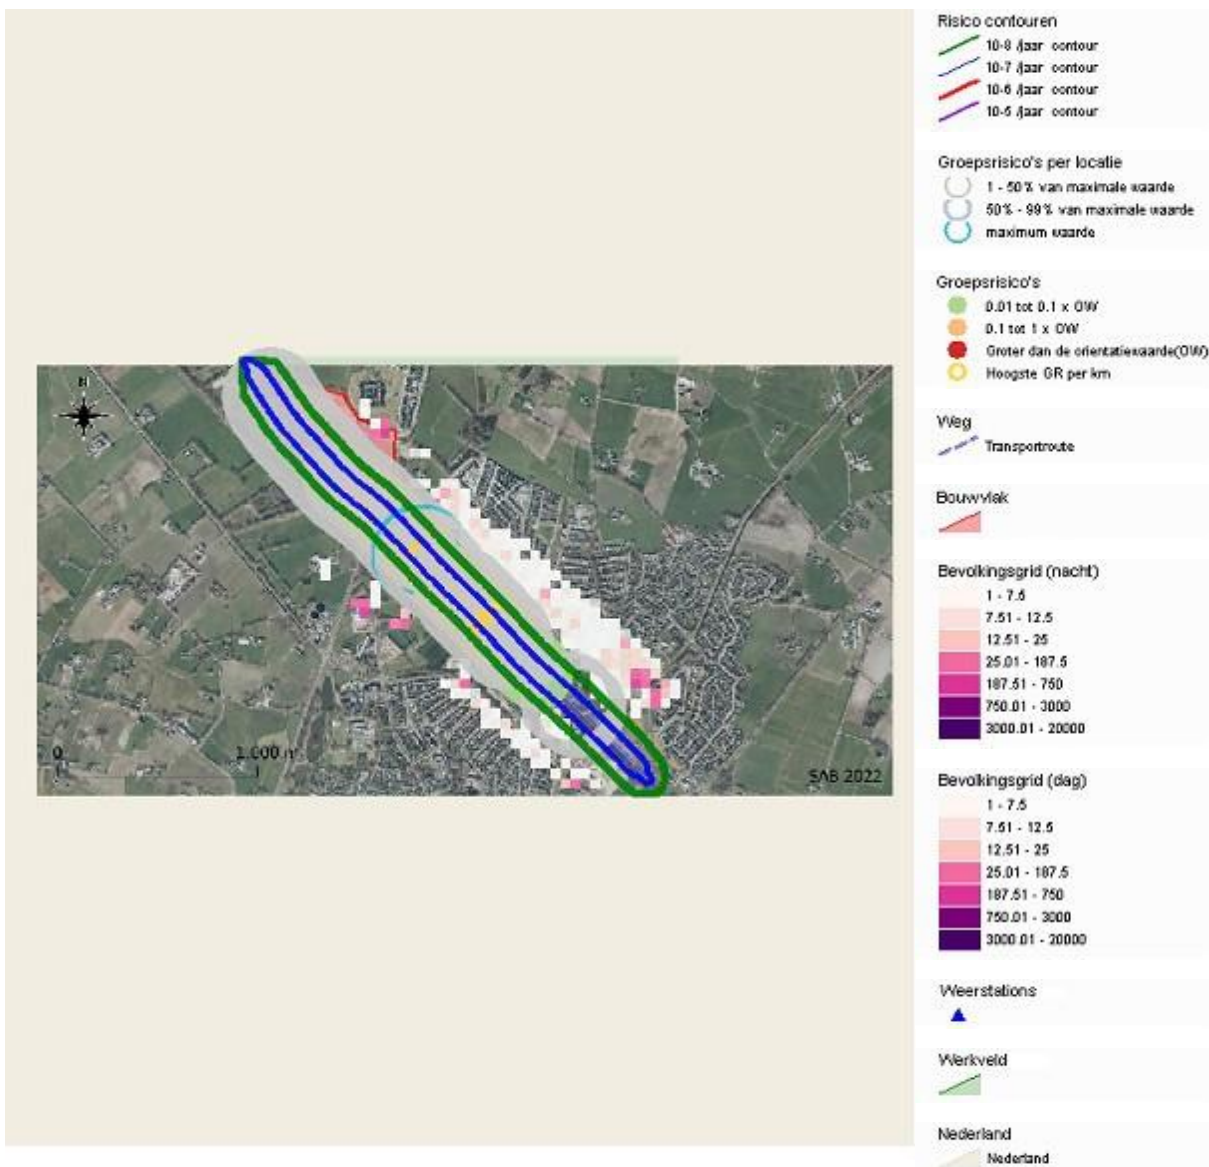 N
0
1.000 m
SAB 2022
Risico contouren
10-8 /jaar contour
10-7 /jaar contour
10-6 /jaar contour
10-5 /jaar contour
Groepsrisico's per locatie
1 - 50% van maximale waarde
50% - 99% van maximale waarde
maximum waarde
Groepsrisico's
0.01 tot 0.1 x OW
0.1 tot 1 x OW
Groter dan de orientatiewaarde(OW)
Hoogste GR per km
Weg
Transportroute
Bouwvlak
Bevolkingsgrid (nacht)
1 - 7.5
7.51 - 12.5
12.51 - 25
25.01 - 187.5
187.51 - 750
750.01 - 3000
3000.01 - 20000
Bevolkingsgrid (dag)
1 - 7.5
7.51 - 12.5
12.51 - 25
25.01 - 187.5
187.51 - 750
750.01 - 3000
3000.01 - 20000
Weerstations
Werkveld
Nederland
Nederland